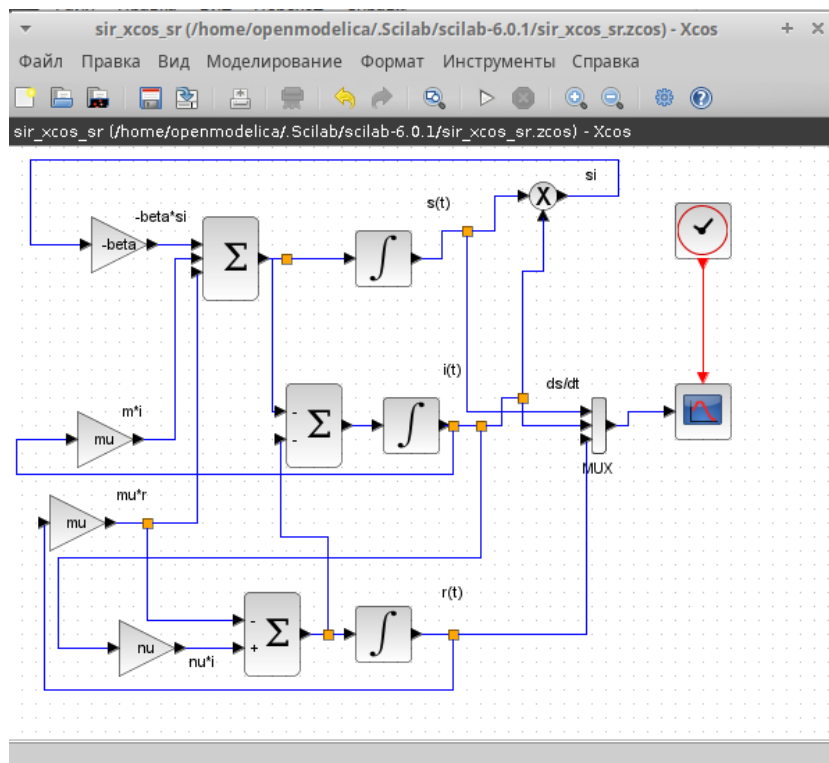 sir_xcos_sr (/home/openmodelica/.Scilab/scilab-6.0.1/sir_xcos_sr.zcos) - Xcos
Файл Правка Вид Моделирование Формат Инструменты Справка
sir_xcos_sr (/home/openmodelica/.Scilab/scilab-6.0.1/sir_xcos_sr.zcos) - Xcos
si
-beta*si
s(t)
X
-beta
Σ
∫
i(t)
ds/dt
m*i
-
Σ
∫
mu
-
MUX
mu*r
mu
r(t)
-
Σ
∫
nu
+
nu*i